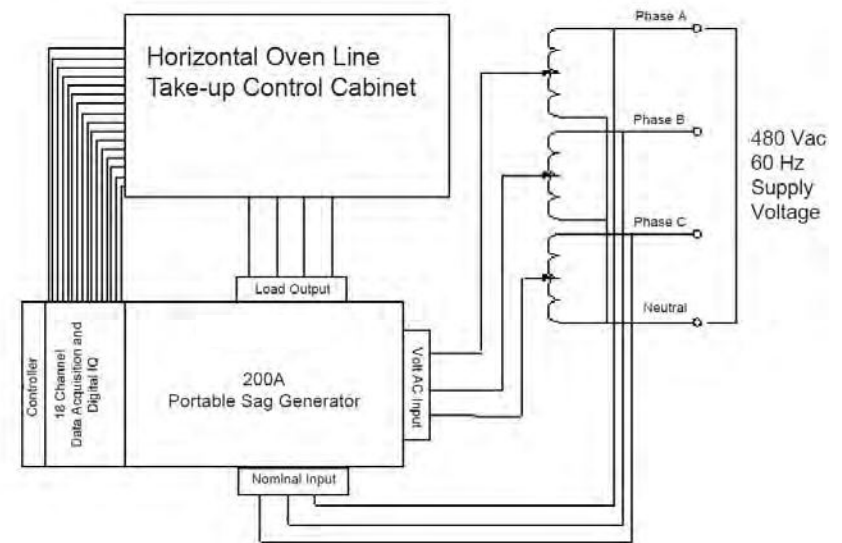 Horizontal Oven Line
Take-up Control Cabinet
Phase A
Phase B
480 Vac
60 Hz
Supply
Voltage
Phase C
Neutral
Load Output
Controller
18 Channel
Data Acquisition and
Digital IQ
200A
Portable Sag Generator
Volt AC Input
Nominal Input